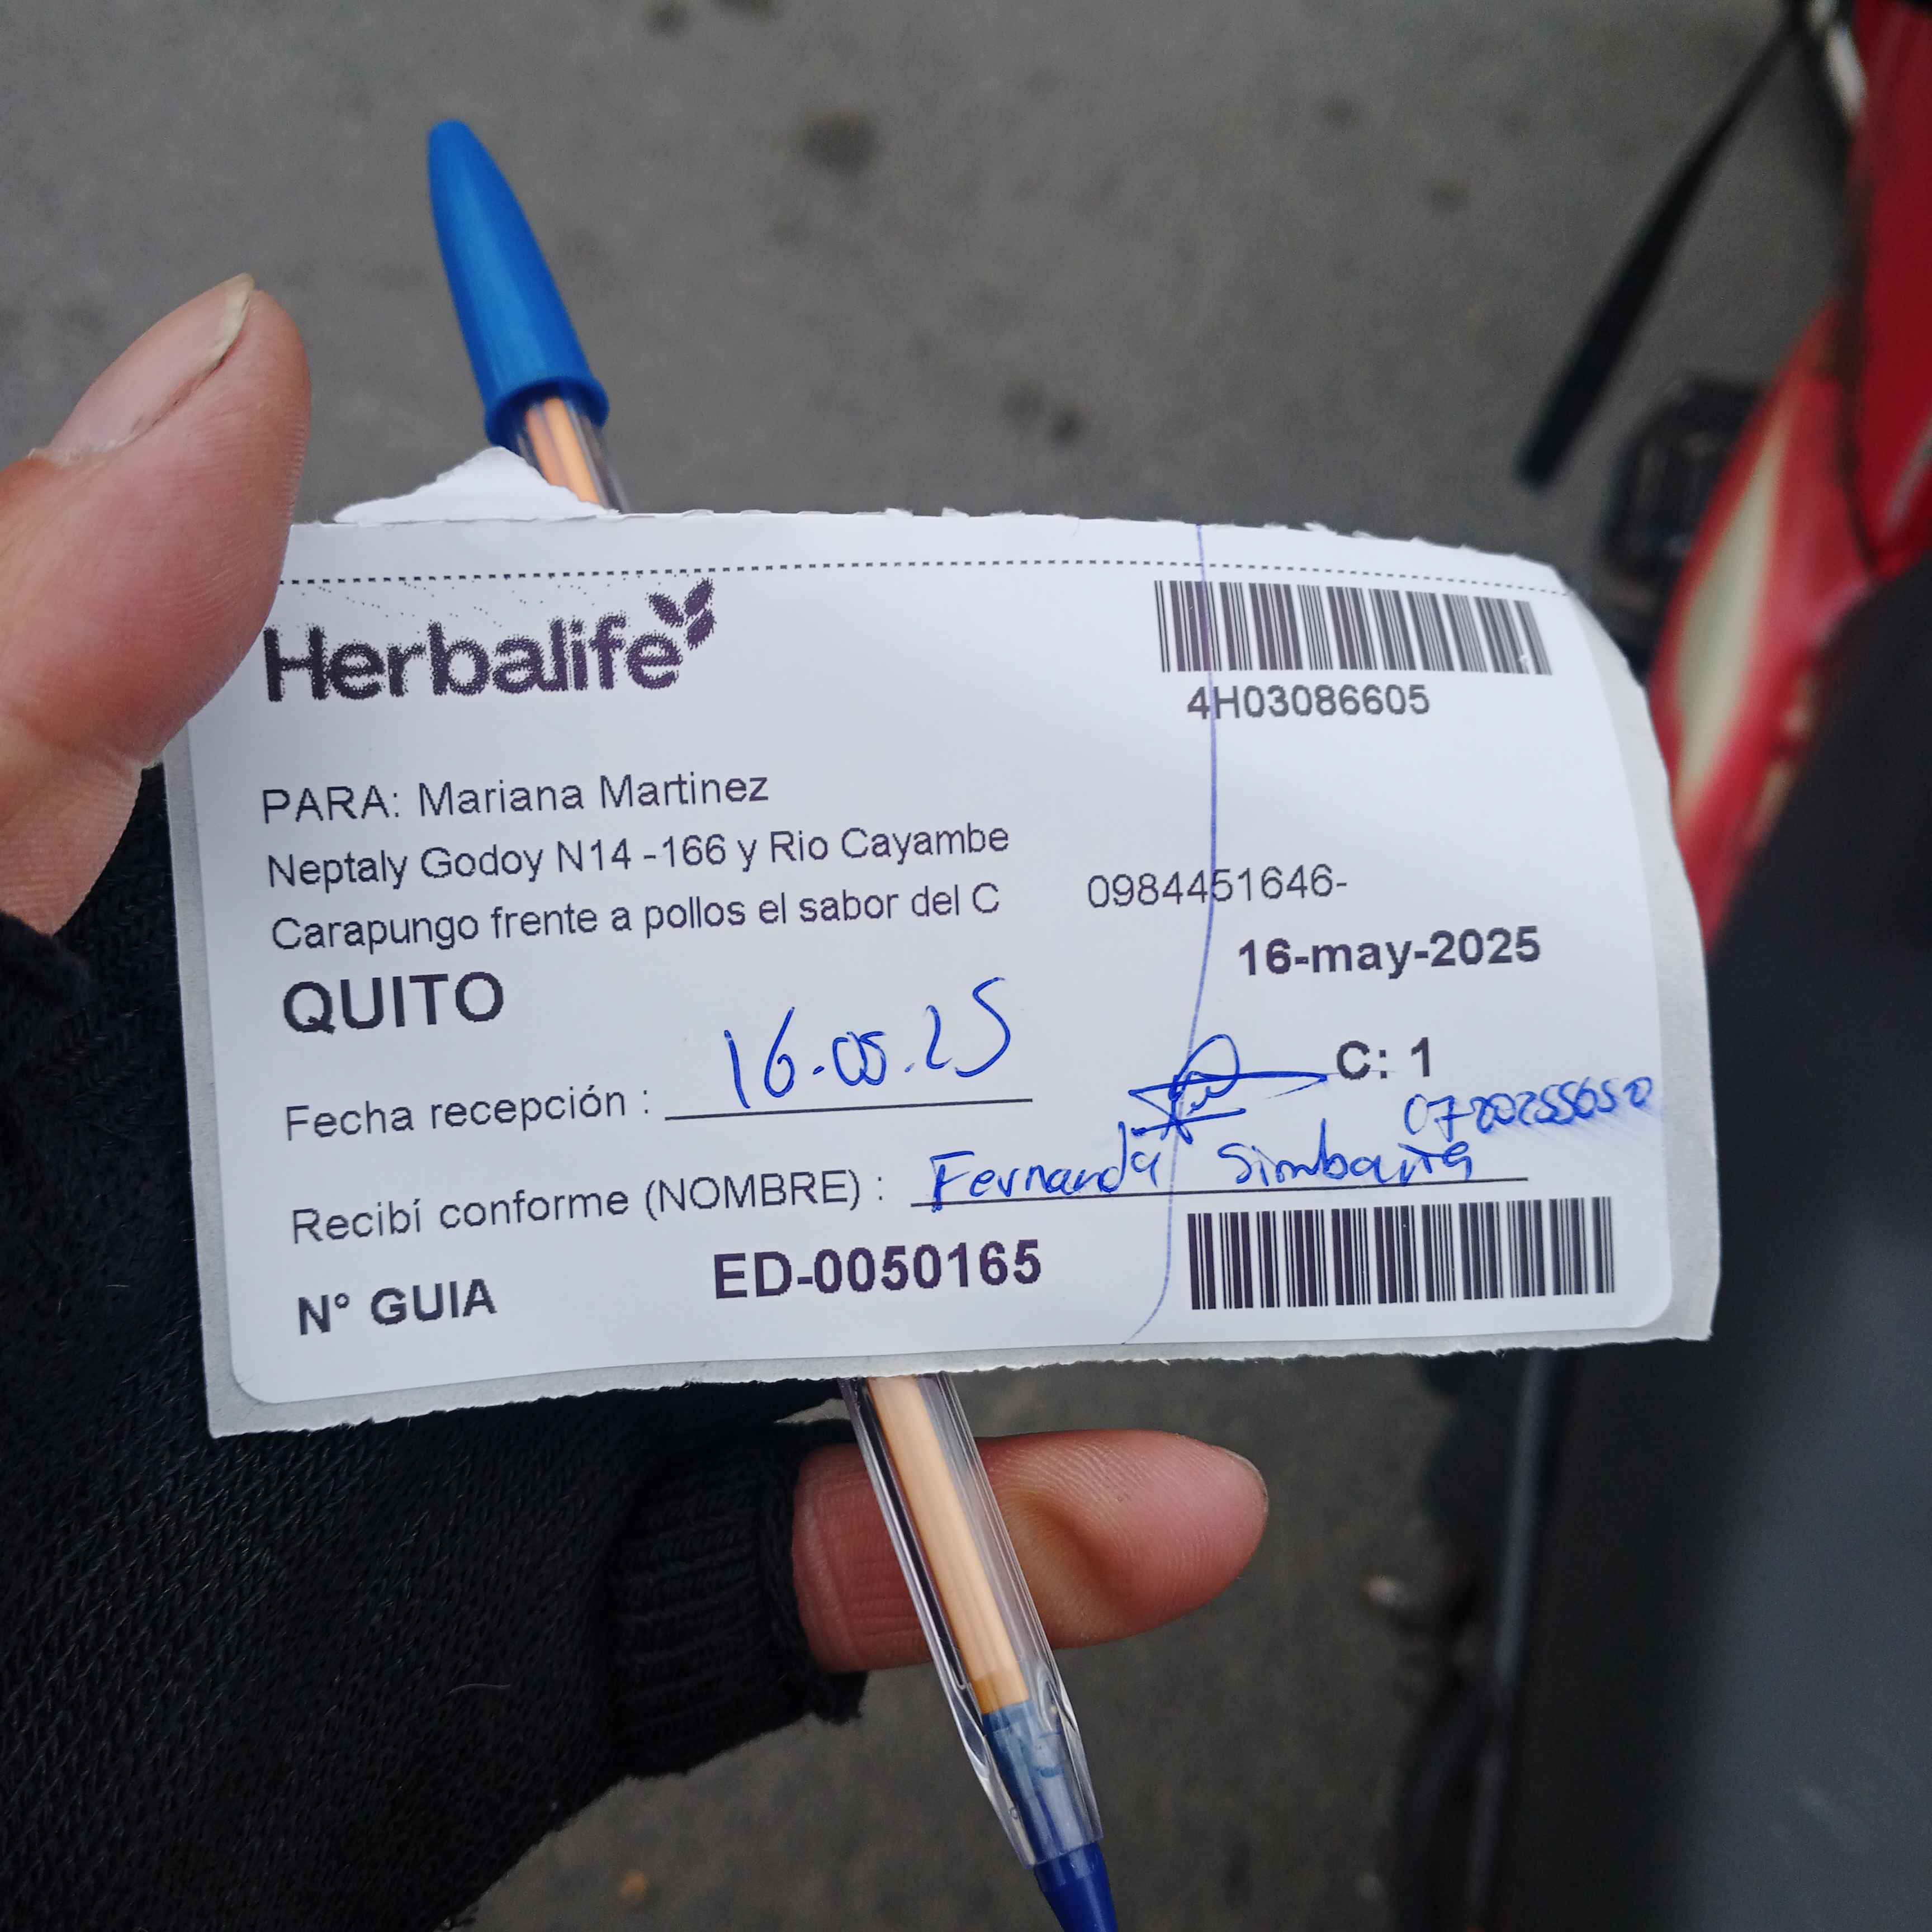 Herbalife
4H03086605
PARA: Mariana Martinez
Neptaly Godoy N14 -166 y Rio Cayambe
Carapungo frente a pollos el sabor del C 0984451646-
QUITO 16-may-2025
C: 1
Fecha recepción : 16.05.25
Recibí conforme (NOMBRE) : Fernanda
N° GUIA ED-0050165